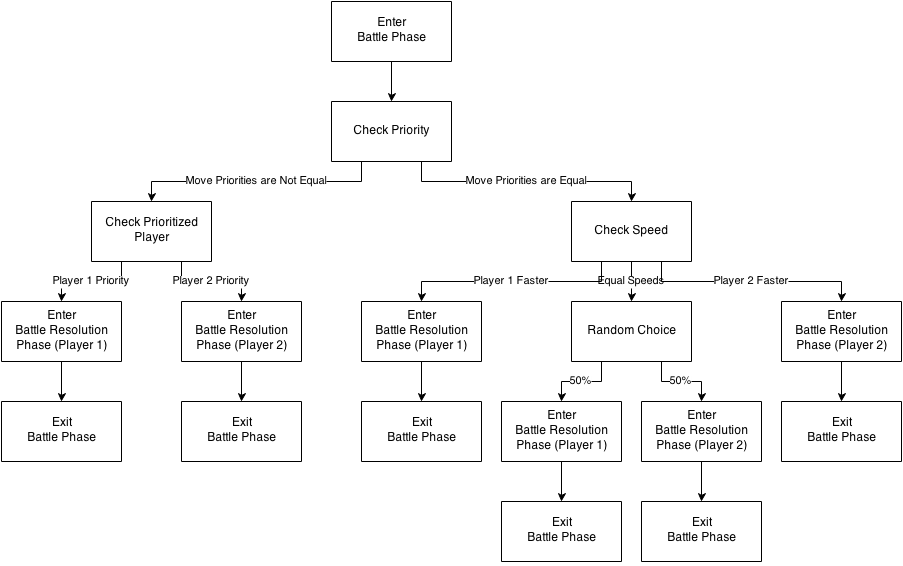 Enter
Battle Phase
Check Priority
Move Priorities are Not Equal
Move Priorities are Equal
Check Prioritized
Player
Check Speed
Player 1 Priority
Player 2 Priority
Player 1 Faster
Equal Speeds
Player 2 Faster
Enter
Battle Resolution
Phase (Player 1)
Enter
Battle Resolution
Phase (Player 2)
Enter
Battle Resolution
Phase (Player 1)
Random Choice
Enter
Battle Resolution
Phase (Player 2)
50%
50%
Exit
Battle Phase
Exit
Battle Phase
Exit
Battle Phase
Enter
Battle Resolution
Phase (Player 1)
Enter
Battle Resolution
Phase (Player 2)
Exit
Battle Phase
Exit
Battle Phase
Exit
Battle Phase